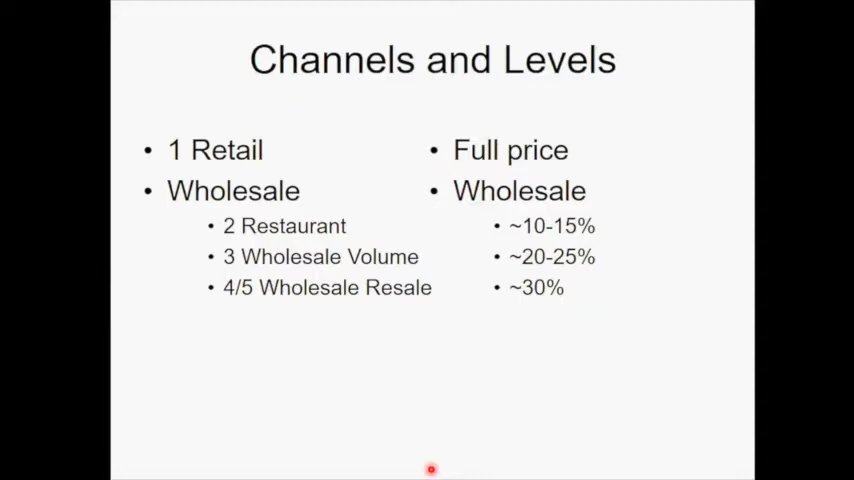 Channels and Levels
• 1 Retail
• Wholesale
• 2 Restaurant
• 3 Wholesale Volume
• 4/5 Wholesale Resale
• Full price
• Wholesale
• ~10-15%
• ~20-25%
• ~30%